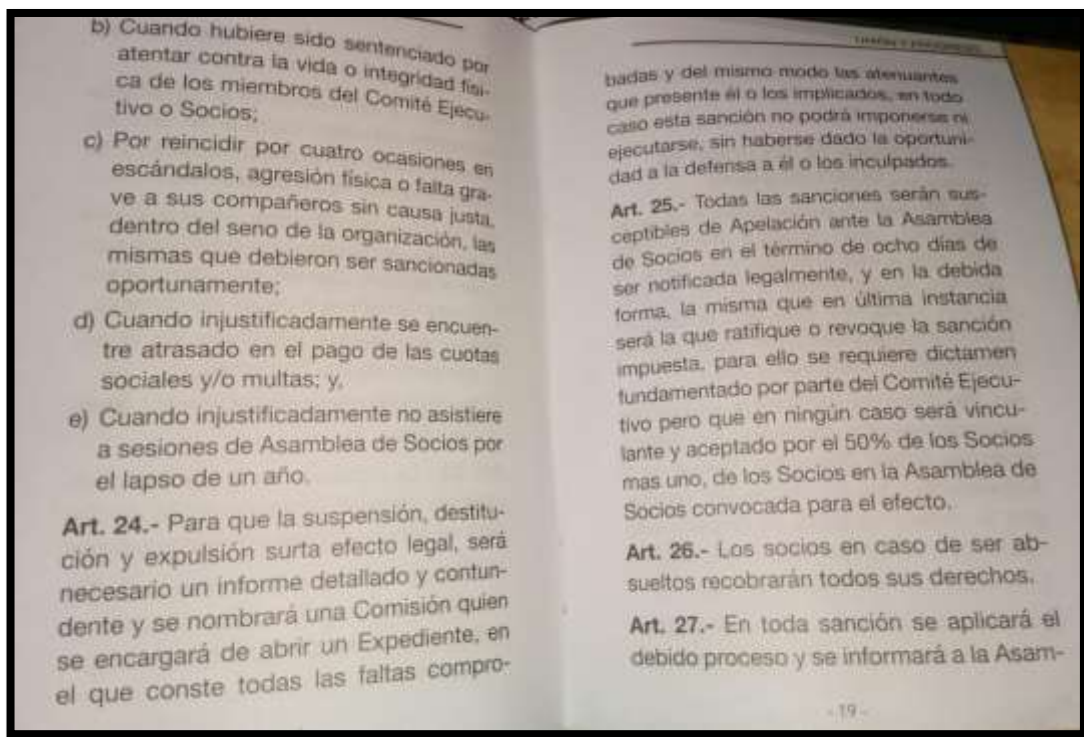 b) Cuando hubiere sido sentenciado por
atentar contra la vida o integridad físi-
ca de los miembros del Comité Ejecu-
tivo o Socios;
c) Por reincidir por cuatro ocasiones en
escándalos, agresión física o falta gra-
ve a sus compañeros sin causa justa,
dentro del seno de la organización, las
mismas que debieron ser sancionadas
oportunamente;
d) Cuando injustificadamente se encuen-
tre atrasado en el pago de las cuotas
sociales y/o multas; y,
e) Cuando injustificadamente no asistiere
a sesiones de Asamblea de Socios por
el lapso de un año.
Art. 24.- Para que la suspensión, destitu-
ción y expulsión surta efecto legal, será
necesario un informe detallado y contun-
dente y se nombrará una Comisión quien
se encargará de abrir un Expediente, en
el que conste todas las faltas compro-
badas y del mismo modo las atenuantes
que presente él o los implicados, en todo
caso esta sanción no podrá imponerse ni
ejecutarse, sin haberse dado la oportuni-
dad a la defensa a él o los inculpados.
Art. 25.- Todas las sanciones serán sus-
ceptibles de Apelación ante la Asamblea
de Socios en el término de ocho días de
ser notificada legalmente, y en la debida
forma, la misma que en última instancia
será la que ratifique o revoque la sanción
impuesta, para ello se requiere dictamen
fundamentado por parte del Comité Ejecu-
tivo pero que en ningún caso será vincu-
lante y aceptado por el 50% de los Socios
mas uno, de los Socios en la Asamblea de
Socios convocada para el efecto.
Art. 26.- Los socios en caso de ser ab-
sueltos recobrarán todos sus derechos.
Art. 27.- En toda sanción se aplicará el
debido proceso y se informará a la Asam-
- 19 -